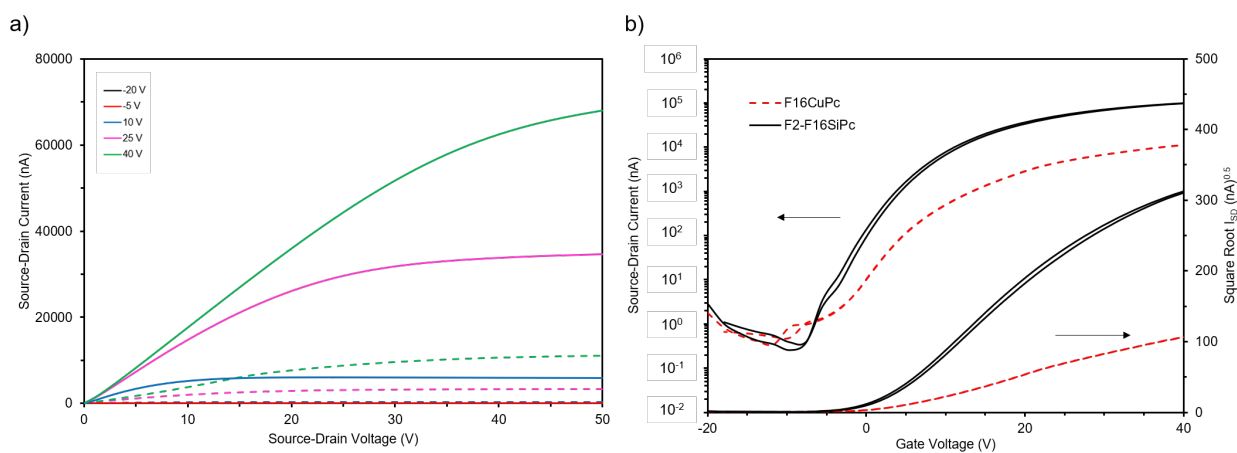 a)
80000
60000
40000
20000
0
Source-Drain Current (nA)
-20 V
-5 V
10 V
25 V
40 V
0
10
20
30
40
50
Source-Drain Voltage (V)
b)
10⁶
10⁵
10⁴
10³
10²
10¹
10⁰
10⁻¹
10⁻²
Source-Drain Current (nA)
F16CuPc
F2-F16SiPc
500
400
300
200
100
0
Square Root I_SD (nA)⁰·⁵
-20
0
20
40
Gate Voltage (V)